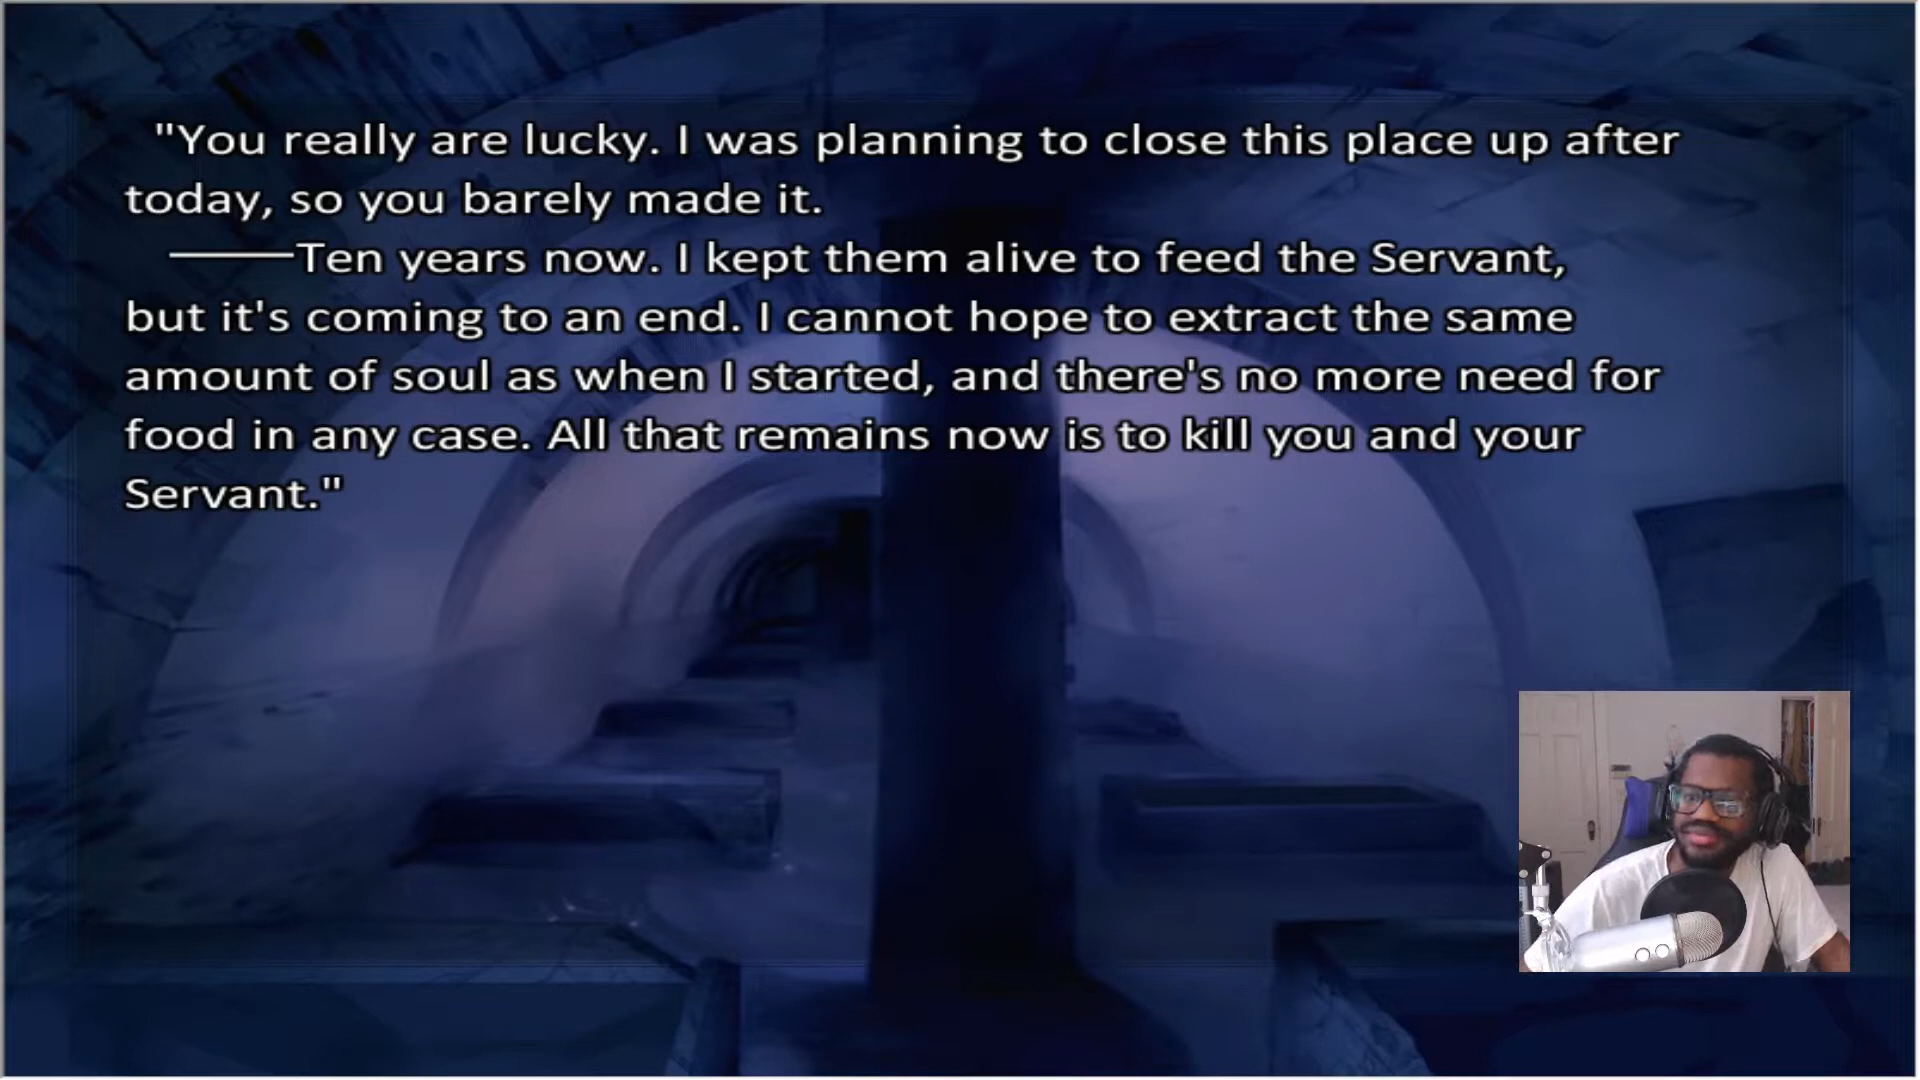 "You really are lucky. I was planning to close this place up after
today, so you barely made it.
———Ten years now. I kept them alive to feed the Servant,
but it's coming to an end. I cannot hope to extract the same
amount of soul as when I started, and there's no more need for
food in any case. All that remains now is to kill you and your
Servant."